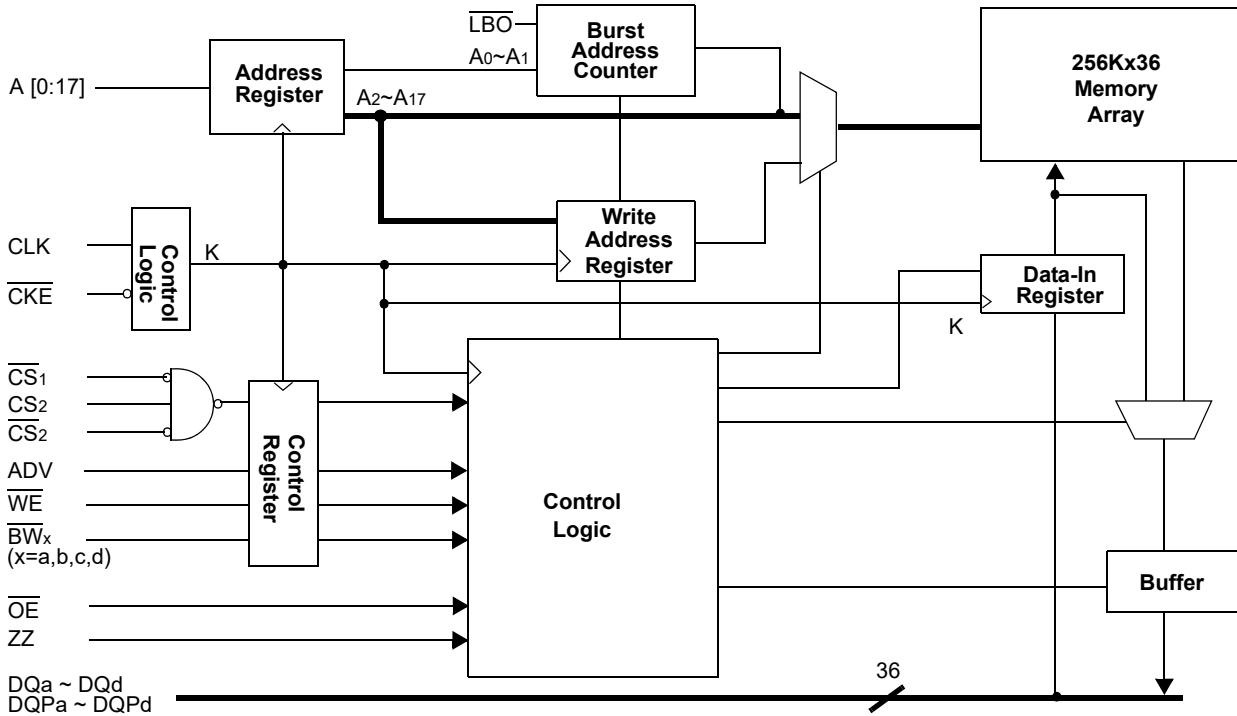 LBO
Burst
Address
Counter
256Kx36
Memory
Array
A [0:17]
Address
Register
A0~A1
A2~A17
Write
Address
Register
CLK
CKE
Control
Logic
K
Data-In
Register
K
CS1
CS2
CS2
ADV
WE
BWx
(x=a,b,c,d)
Control
Register
Control
Logic
OE
ZZ
Buffer
DQa ~ DQd
DQPa ~ DQPd
36